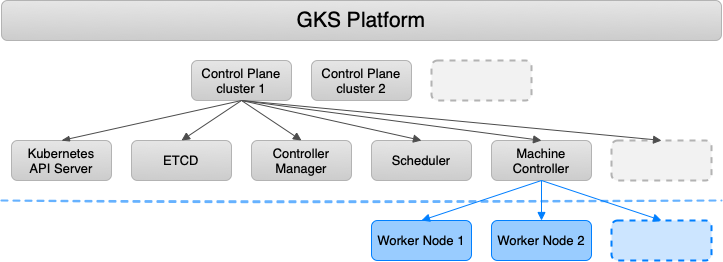 GKS Platform
Control Plane
cluster 1
Control Plane
cluster 2
Kubernetes
API Server
ETCD
Controller
Manager
Scheduler
Machine
Controller
Worker Node 1
Worker Node 2